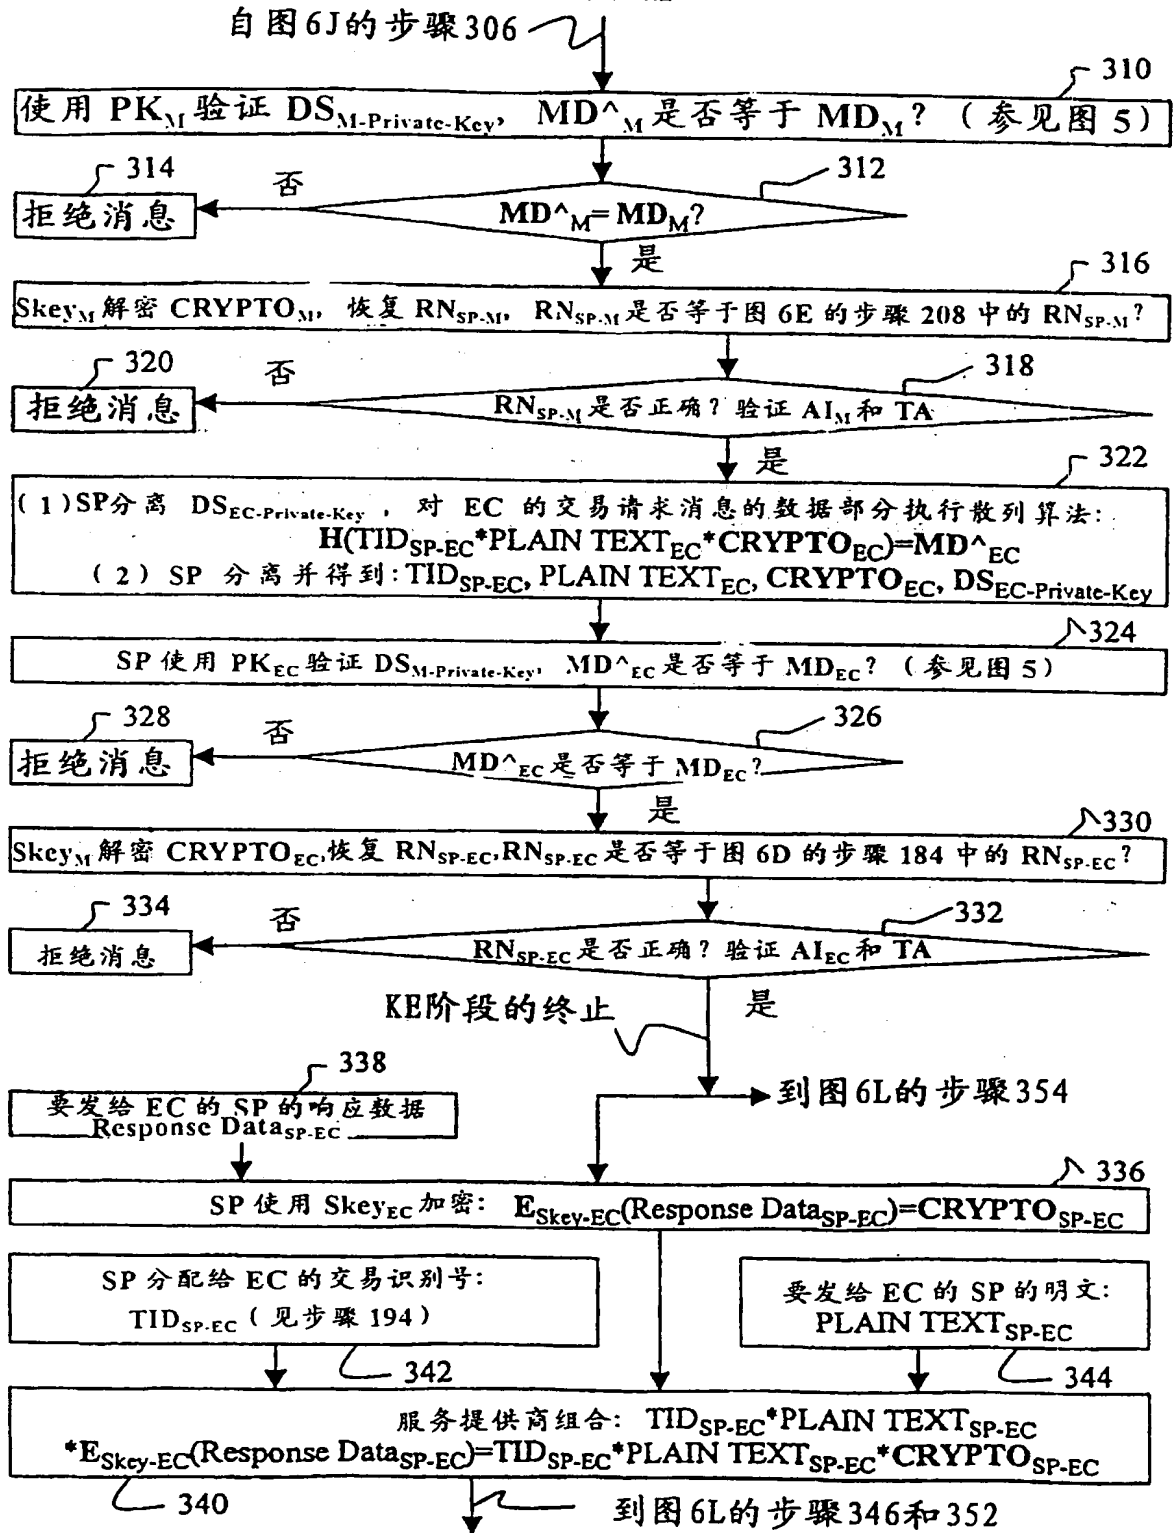 自图6J的步骤306
310
使用 PK_M 验证 DS_M-Private-Key, MD^_M 是否等于 MD_M? (参见图 5)
314
否
312
拒绝消息
MD^_M=MD_M?
是
316
Skey_M 解密 CRYPTO_M, 恢复 RN_SP-M, RN_SP-M 是否等于图 6E 的步骤 208 中的 RN_SP-M?
320
否
318
拒绝消息
RN_SP-M 是否正确? 验证 AI_M 和 TA
是
322
(1)SP分离 DS_EC-Private-Key, 对 EC 的交易请求消息的数据部分执行散列算法:
H(TID_SP-EC*PLAIN TEXT_EC*CRYPTO_EC)=MD^_EC
(2) SP 分离并得到: TID_SP-EC, PLAIN TEXT_EC, CRYPTO_EC, DS_EC-Private-Key
324
SP 使用 PK_EC 验证 DS_M-Private-Key, MD^_EC 是否等于 MD_EC? (参见图 5)
328
否
326
拒绝消息
MD^_EC 是否等于 MD_EC?
是
330
Skey_M 解密 CRYPTO_EC,恢复 RN_SP-EC,RN_SP-EC 是否等于图 6D 的步骤 184 中的 RN_SP-EC?
334
否
332
拒绝消息
RN_SP-EC 是否正确? 验证 AI_EC 和 TA
KE阶段的终止
是
338
到图6L的步骤354
要发给 EC 的 SP 的响应数据
Response Data_SP-EC
336
SP 使用 Skey_EC 加密: E_Skey-EC(Response Data_SP-EC)=CRYPTO_SP-EC
SP 分配给 EC 的交易识别号:
TID_SP-EC (见步骤 194)
要发给 EC 的 SP 的明文:
PLAIN TEXT_SP-EC
342
344
服务提供商组合: TID_SP-EC*PLAIN TEXT_SP-EC
*E_Skey-EC(Response Data_SP-EC)=TID_SP-EC*PLAIN TEXT_SP-EC*CRYPTO_SP-EC
340
到图6L的步骤346和352